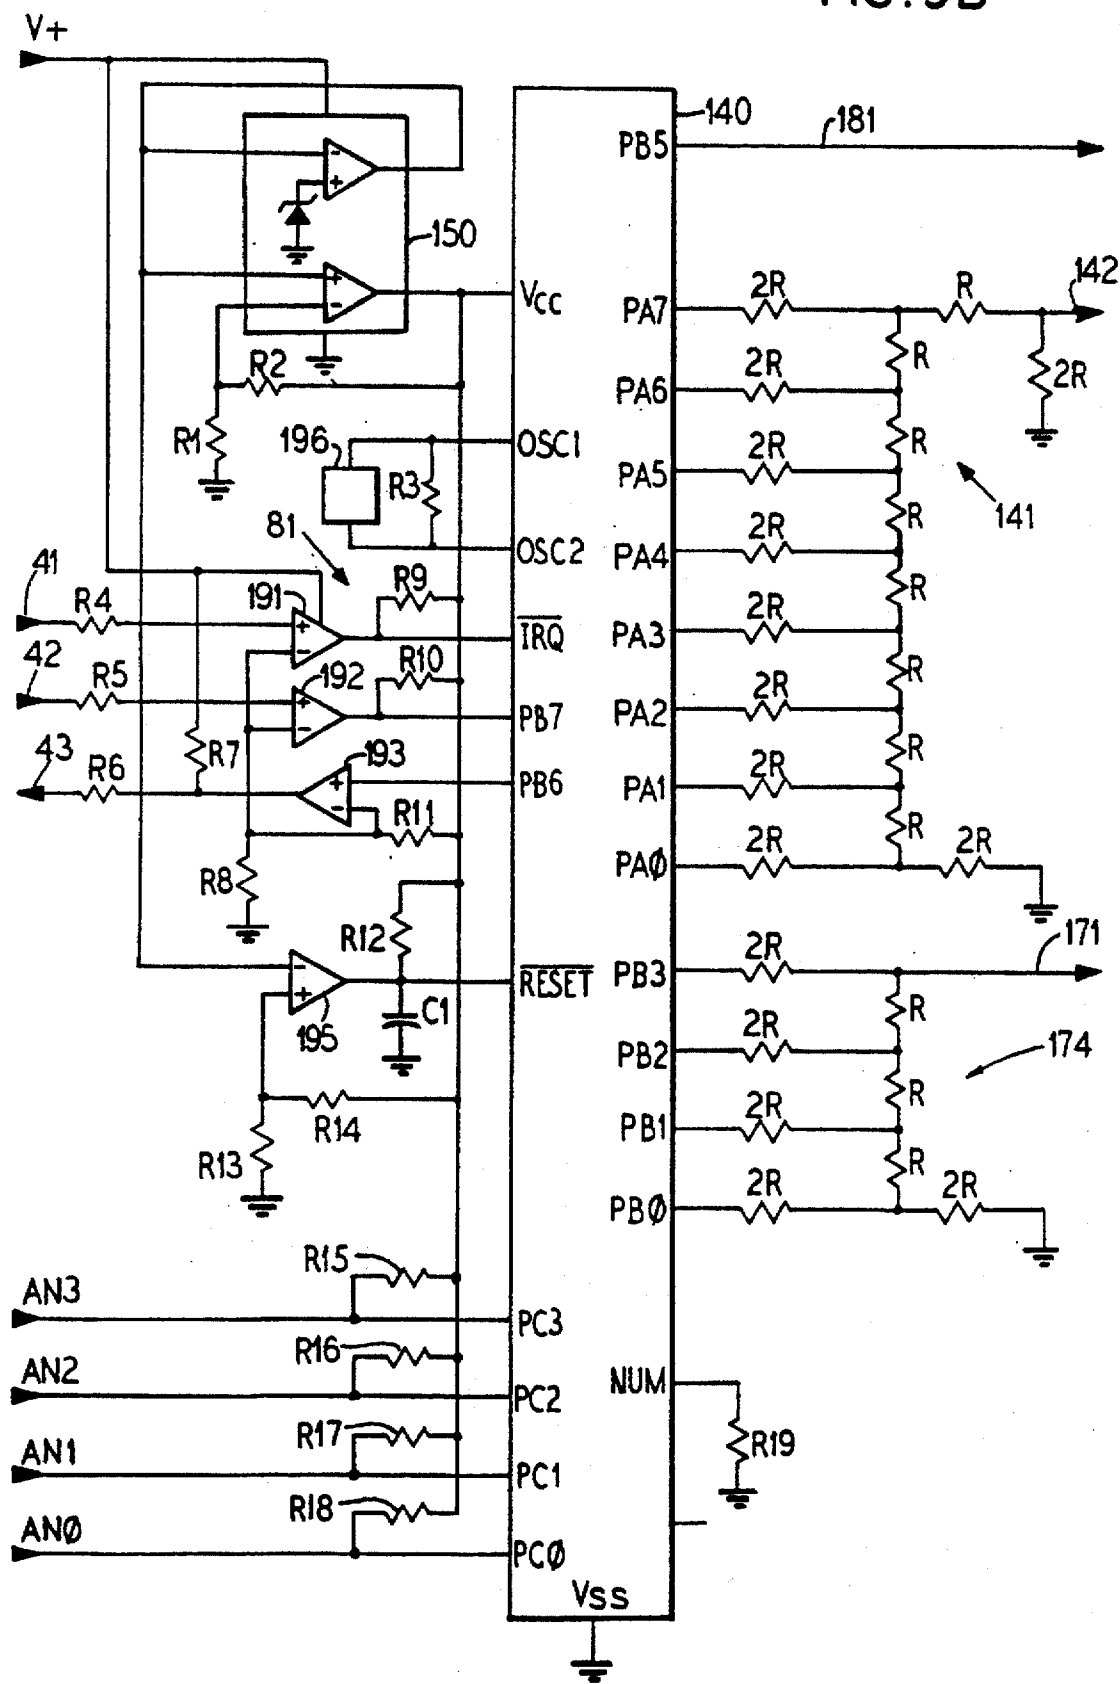 FIG. 5B
V+
140
PB5
181
150
VCC
PA7
2R
R
142
R2
R
2R
PA6
2R
R1
196
OSC1
R
PA5
2R
R3
141
R
81
OSC2
PA4
2R
41
R4
191
R9
R
IRQ
PA3
2R
42
R5
192
R10
R
PB7
PA2
2R
43
R6
R7
193
R
PB6
PA1
2R
R11
R
R8
PAØ
2R
2R
R12
171
PB3
2R
RESET
195
C1
R
174
PB2
2R
R
R14
PB1
2R
R13
R
PBØ
2R
2R
R15
AN3
PC3
R16
AN2
PC2
NUM
R17
R19
AN1
PC1
R18
ANØ
PCØ
VSS